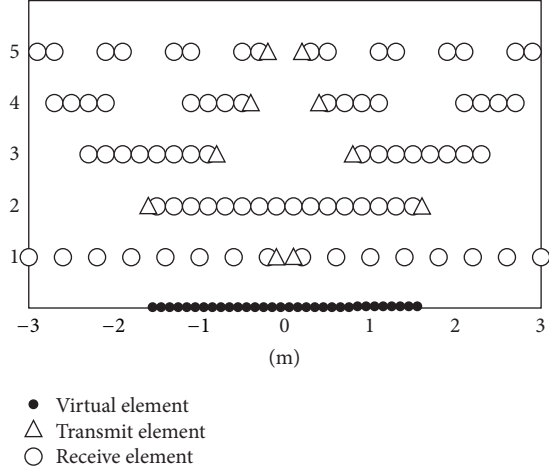 5
4
3
2
1
−3 −2 −1 0 1 2 3
(m)
Virtual element
Transmit element
Receive element